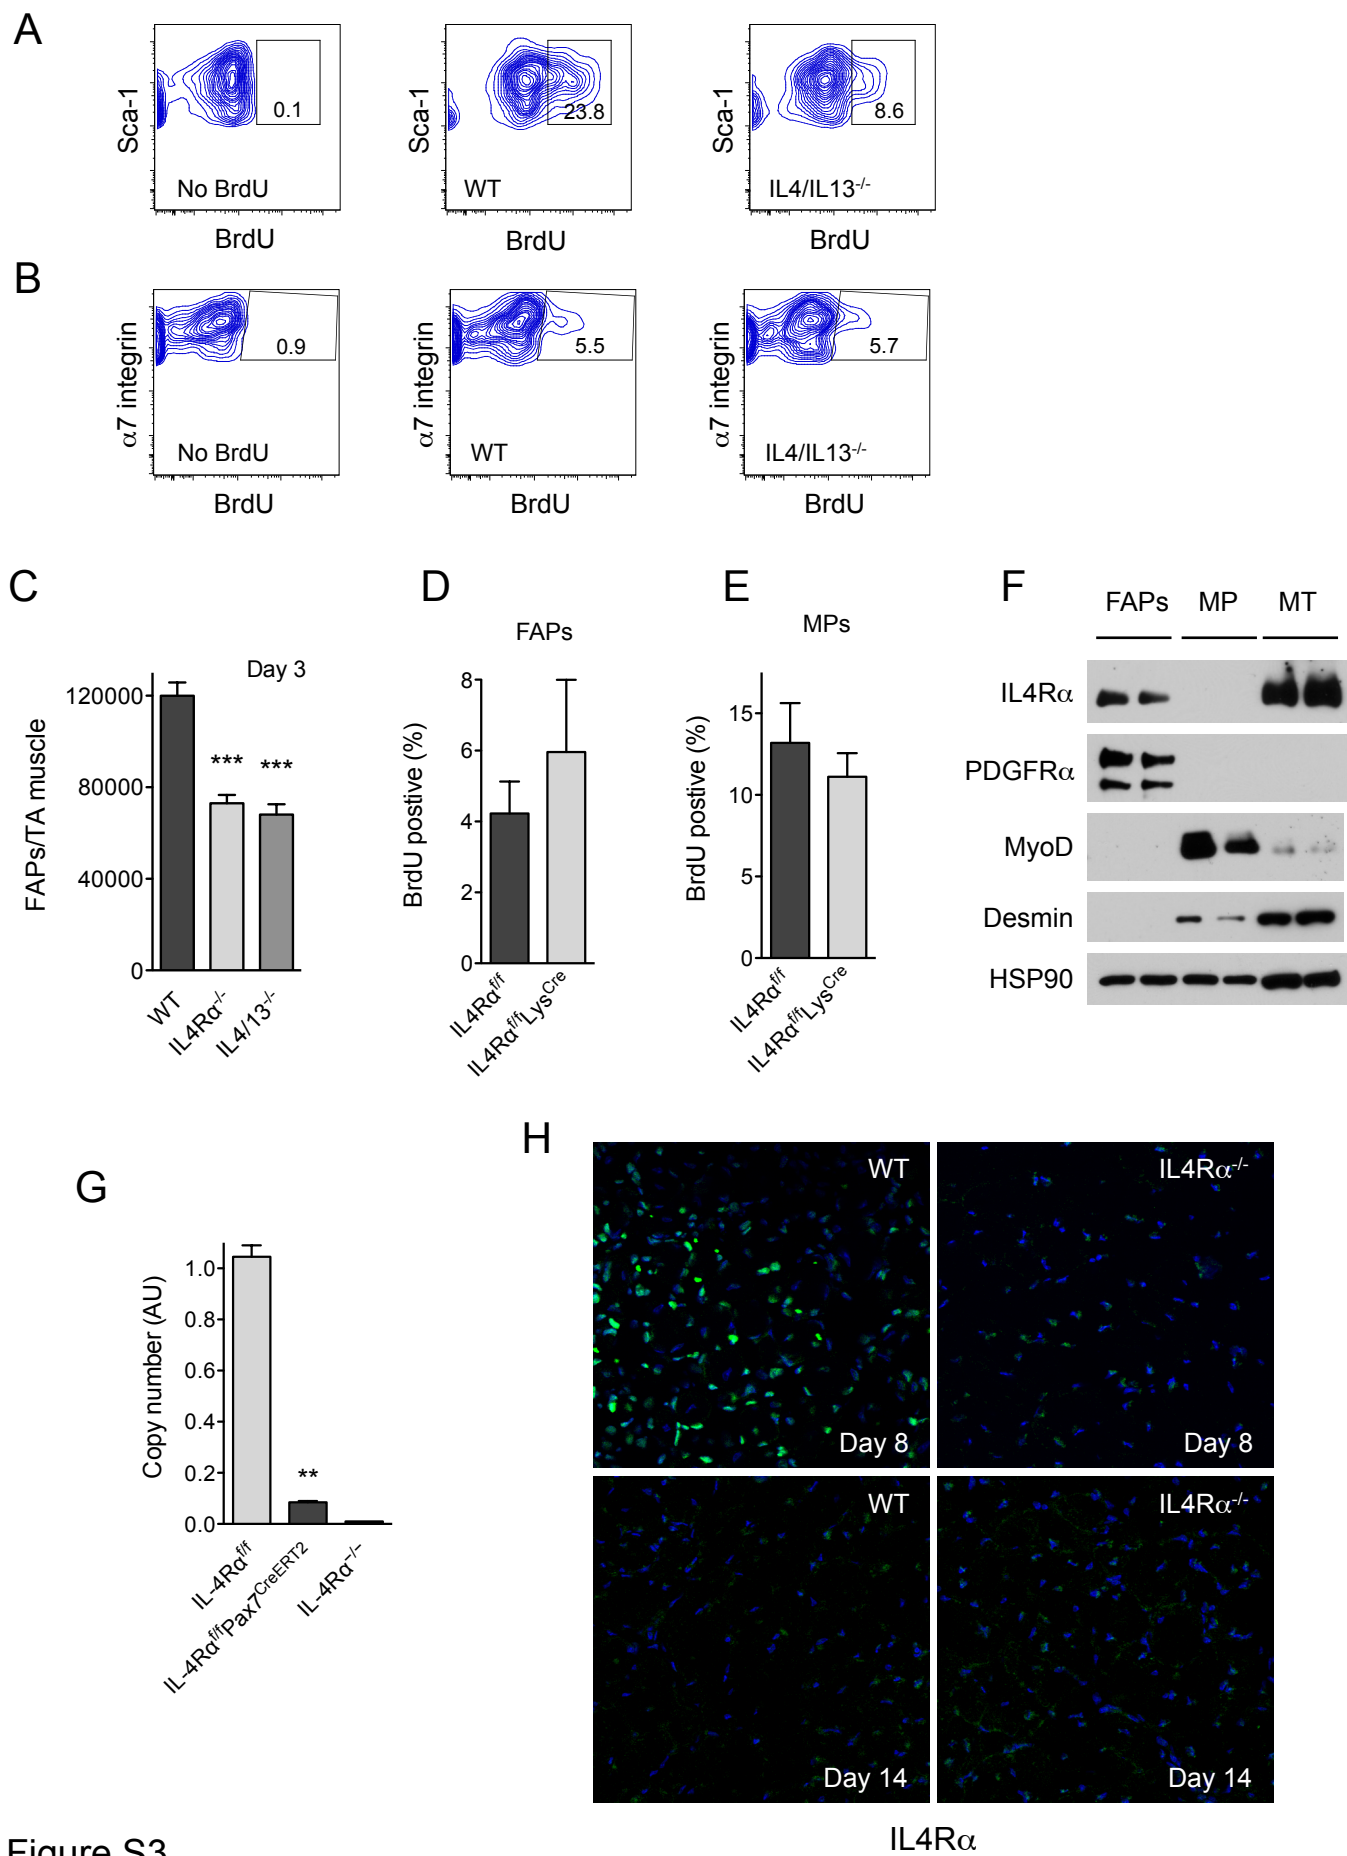 A
Sca-1
0.1
No BrdU
BrdU
Sca-1
23.8
WT
BrdU
Sca-1
8.6
IL4/IL13-/-
BrdU
B
α7 integrin
0.9
No BrdU
BrdU
α7 integrin
5.5
WT
BrdU
α7 integrin
5.7
IL4/IL13-/-
BrdU
C
Day 3
FAPs/TA muscle
120000
80000
40000
0
***
***
WT
IL4Rα-/-
IL4/13-/-
D
FAPs
BrdU postive (%)
8
6
4
2
0
IL4Rαf/f
IL4Rαf/fLysCre
E
MPs
BrdU postive (%)
15
10
5
0
IL4Rαf/f
IL4Rαf/fLysCre
F
FAPs MP MT
IL4Rα
PDGFRα
MyoD
Desmin
HSP90
G
Copy number (AU)
1.0
0.8
0.6
0.4
0.2
0.0
**
IL-4Rαf/f
IL-4Rαf/fPax7CreERT2
IL-4Rα-/-
H
WT
Day 8
IL4Rα-/-
Day 8
WT
Day 14
IL4Rα-/-
Day 14
IL4Rα
Figure S3